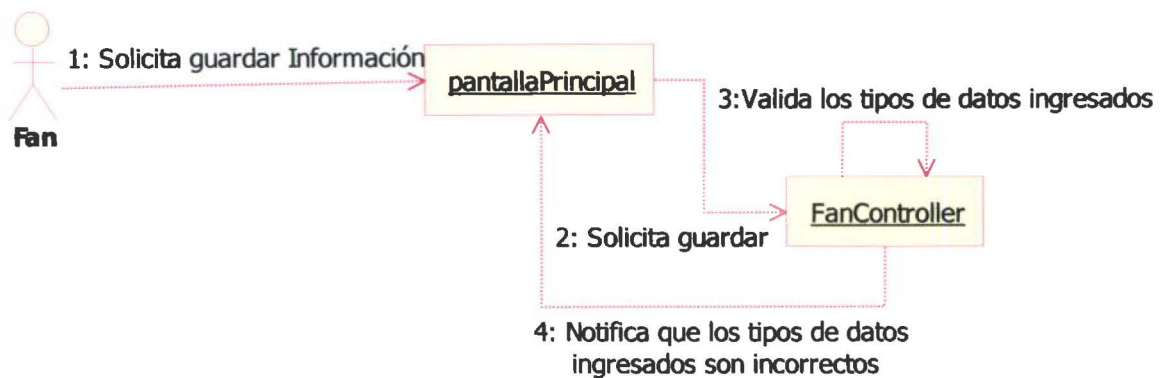 1: Solicita guardar Información
pantallaPrincipal
Fan
3:Valida los tipos de datos ingresados
FanController
2: Solicita guardar
4: Notifica que los tipos de datos
ingresados son incorrectos